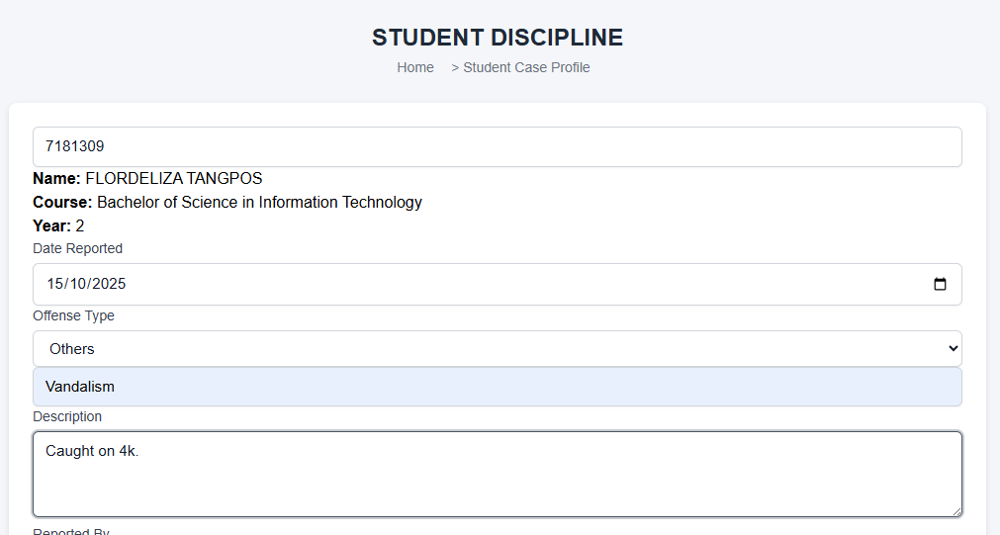 STUDENT DISCIPLINE
Home > Student Case Profile
7181309
Name: FLORDELIZA TANGPOS
Course: Bachelor of Science in Information Technology
Year: 2
Date Reported
15/10/2025
Offense Type
Others
Vandalism
Description
Caught on 4k.
Reported By